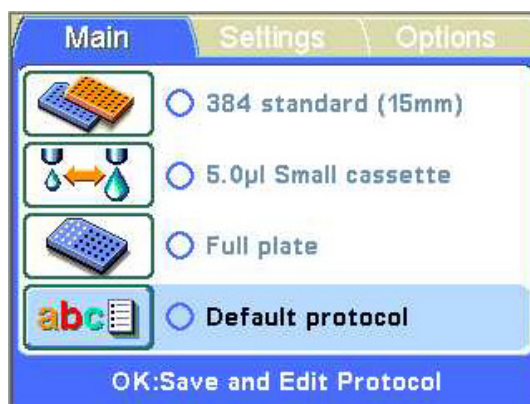 Main Settings Options
384 standard (15mm)
5.0µl Small cassette
Full plate
abc Default protocol
OK:Save and Edit Protocol